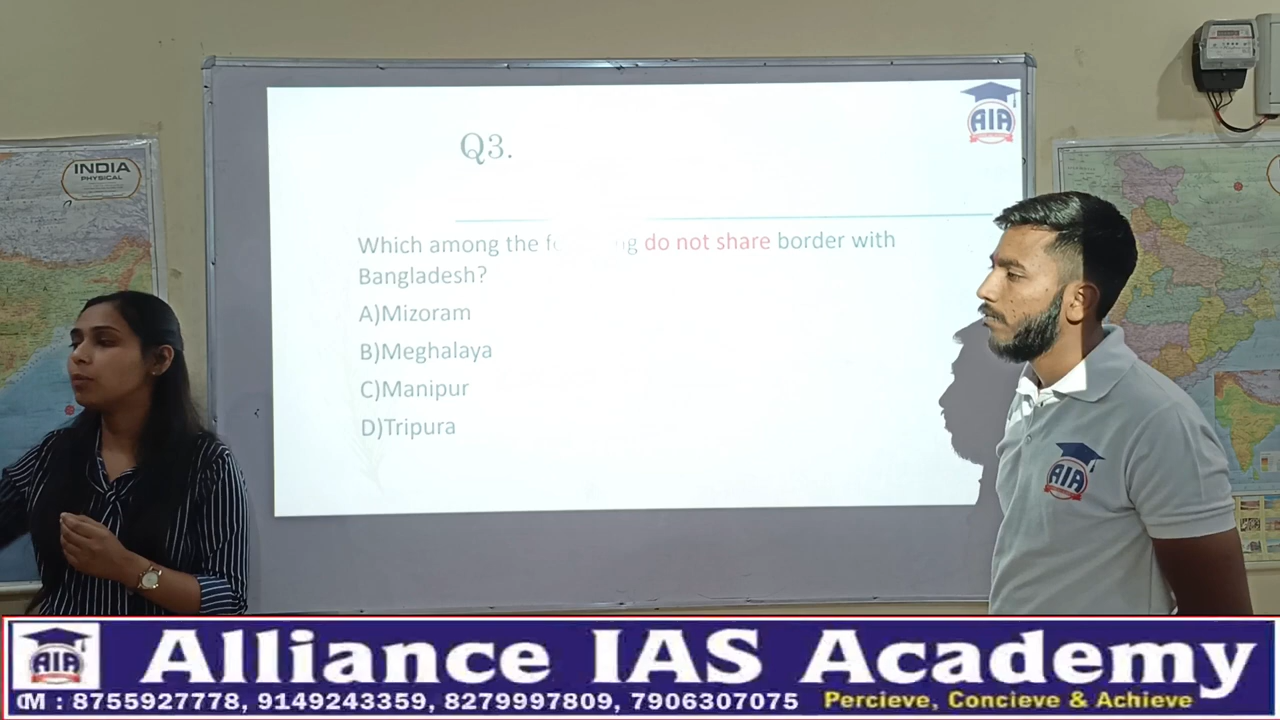 INDIA
PHYSICAL
AIA
Q3.
Which among the do not share border with
Bangladesh?
A)Mizoram
B)Meghalaya
C)Manipur
D)Tripura
AIA
AIA
Alliance IAS Academy
M : 8755927778, 9149243359, 8279997809, 7906307075
Percieve, Concieve & Achieve